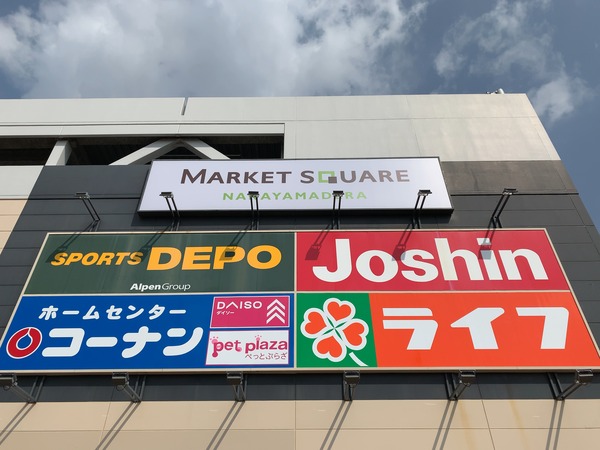 MARKET SQUARE
NAKAYAMADERA
SPORTS DEPO
Alpen Group
Joshin
ホームセンター
コーナン
DAISO
ダイソー
pet plaza
ぺっとぷらざ
ライフ